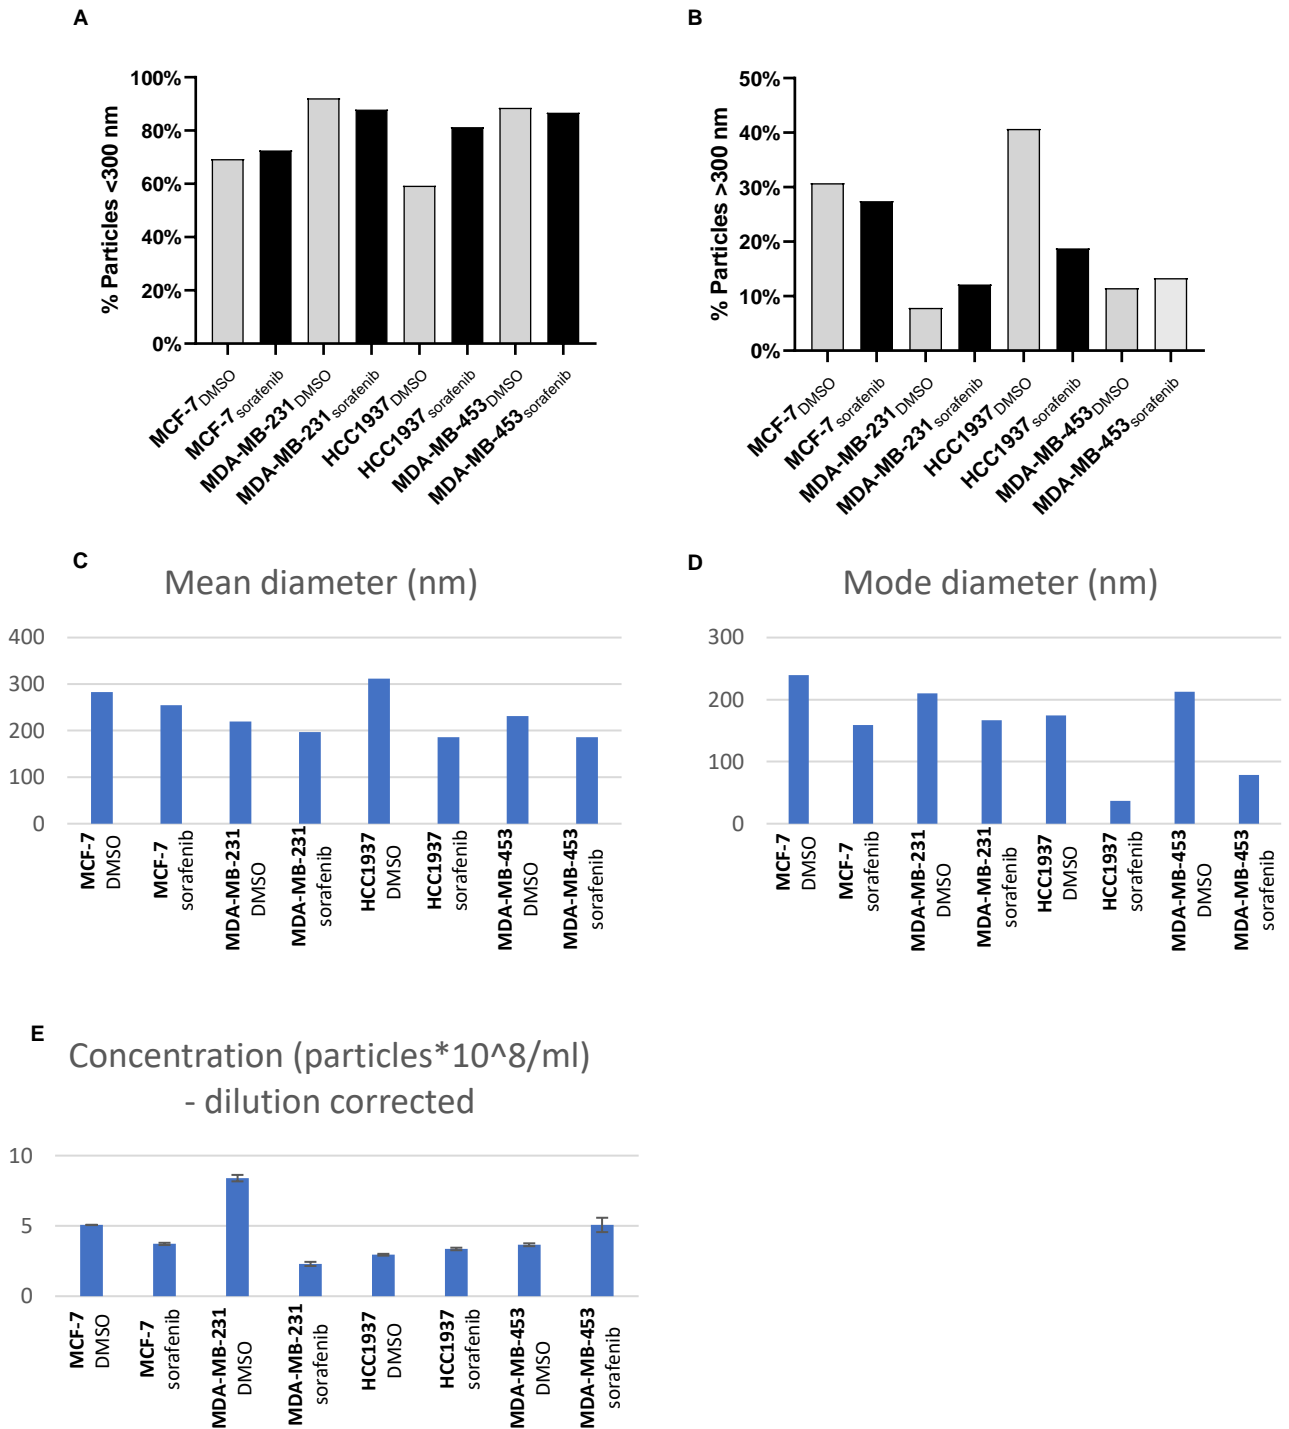 A
% Particles <300 nm
100%
80%
60%
40%
20%
0%
MCF-7 DMSO
MCF-7 sorafenib
MDA-MB-231 DMSO
MDA-MB-231 sorafenib
HCC1937 DMSO
HCC1937 sorafenib
MDA-MB-453 DMSO
MDA-MB-453 sorafenib
B
% Particles >300 nm
50%
40%
30%
20%
10%
0%
MCF-7 DMSO
MCF-7 sorafenib
MDA-MB-231 DMSO
MDA-MB-231 sorafenib
HCC1937 DMSO
HCC1937 sorafenib
MDA-MB-453 DMSO
MDA-MB-453 sorafenib
C
Mean diameter (nm)
400
300
200
100
0
MCF-7
DMSO
MCF-7
sorafenib
MDA-MB-231
DMSO
MDA-MB-231
sorafenib
HCC1937
DMSO
HCC1937
sorafenib
MDA-MB-453
DMSO
MDA-MB-453
sorafenib
D
Mode diameter (nm)
300
200
100
0
MCF-7
DMSO
MCF-7
sorafenib
MDA-MB-231
DMSO
MDA-MB-231
sorafenib
HCC1937
DMSO
HCC1937
sorafenib
MDA-MB-453
DMSO
MDA-MB-453
sorafenib
E
Concentration (particles*10^8/ml)
- dilution corrected
10
5
0
MCF-7
DMSO
MCF-7
sorafenib
MDA-MB-231
DMSO
MDA-MB-231
sorafenib
HCC1937
DMSO
HCC1937
sorafenib
MDA-MB-453
DMSO
MDA-MB-453
sorafenib